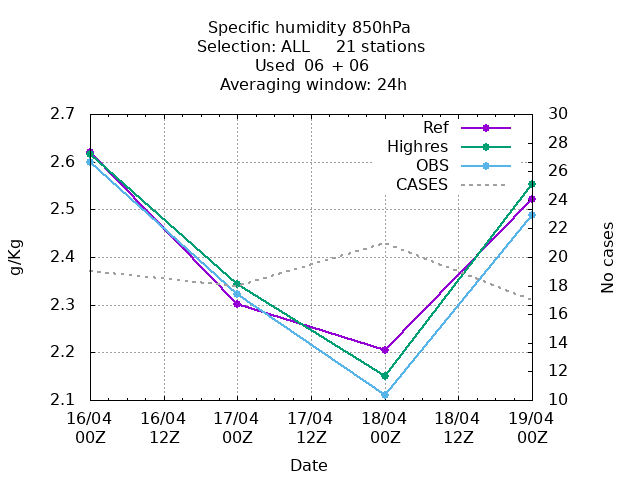 Specific humidity 850hPa
Selection: ALL 21 stations
Used 06 + 06
Averaging window: 24h
2.7
2.6
2.5
2.4
2.3
2.2
2.1
g/Kg
30
28
26
24
22
20
18
16
14
12
10
No cases
Ref
Highres
OBS
CASES
16/04 16/04 17/04 17/04 18/04 18/04 19/04
00Z 12Z 00Z 12Z 00Z 12Z 00Z
Date